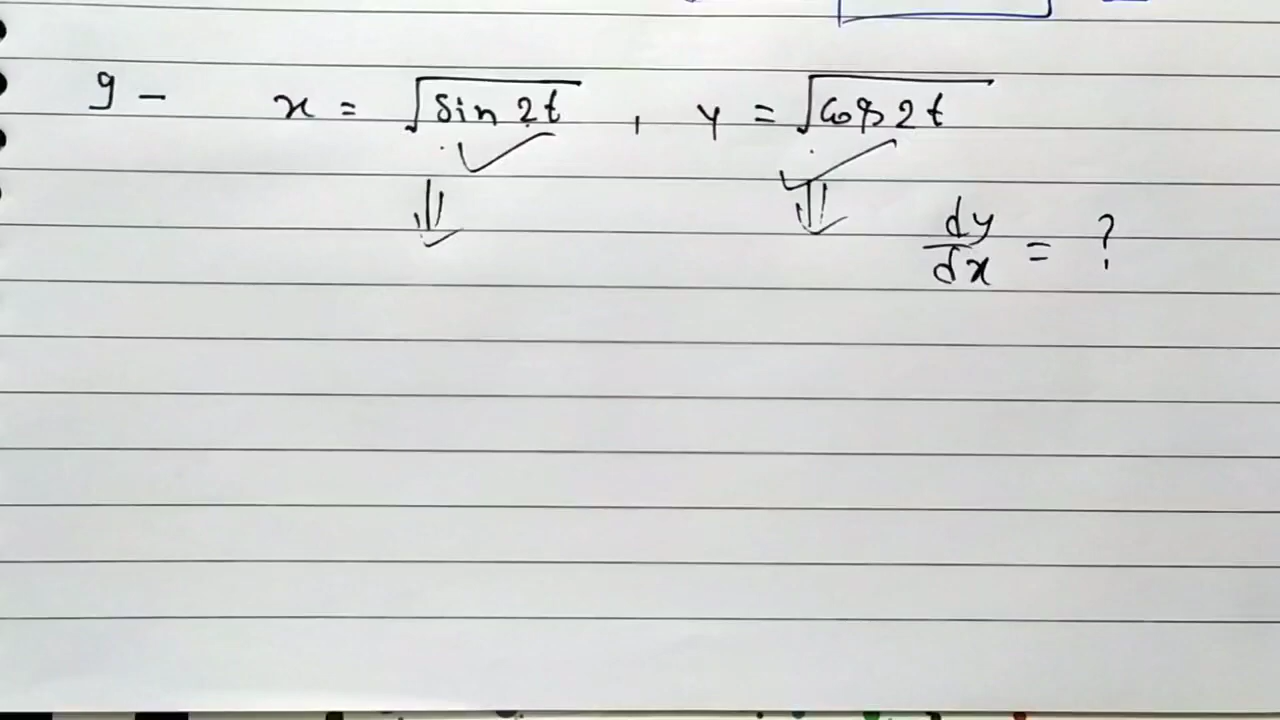 9 - x = √sin 2t , y = √cos 2t
dy/dx = ?